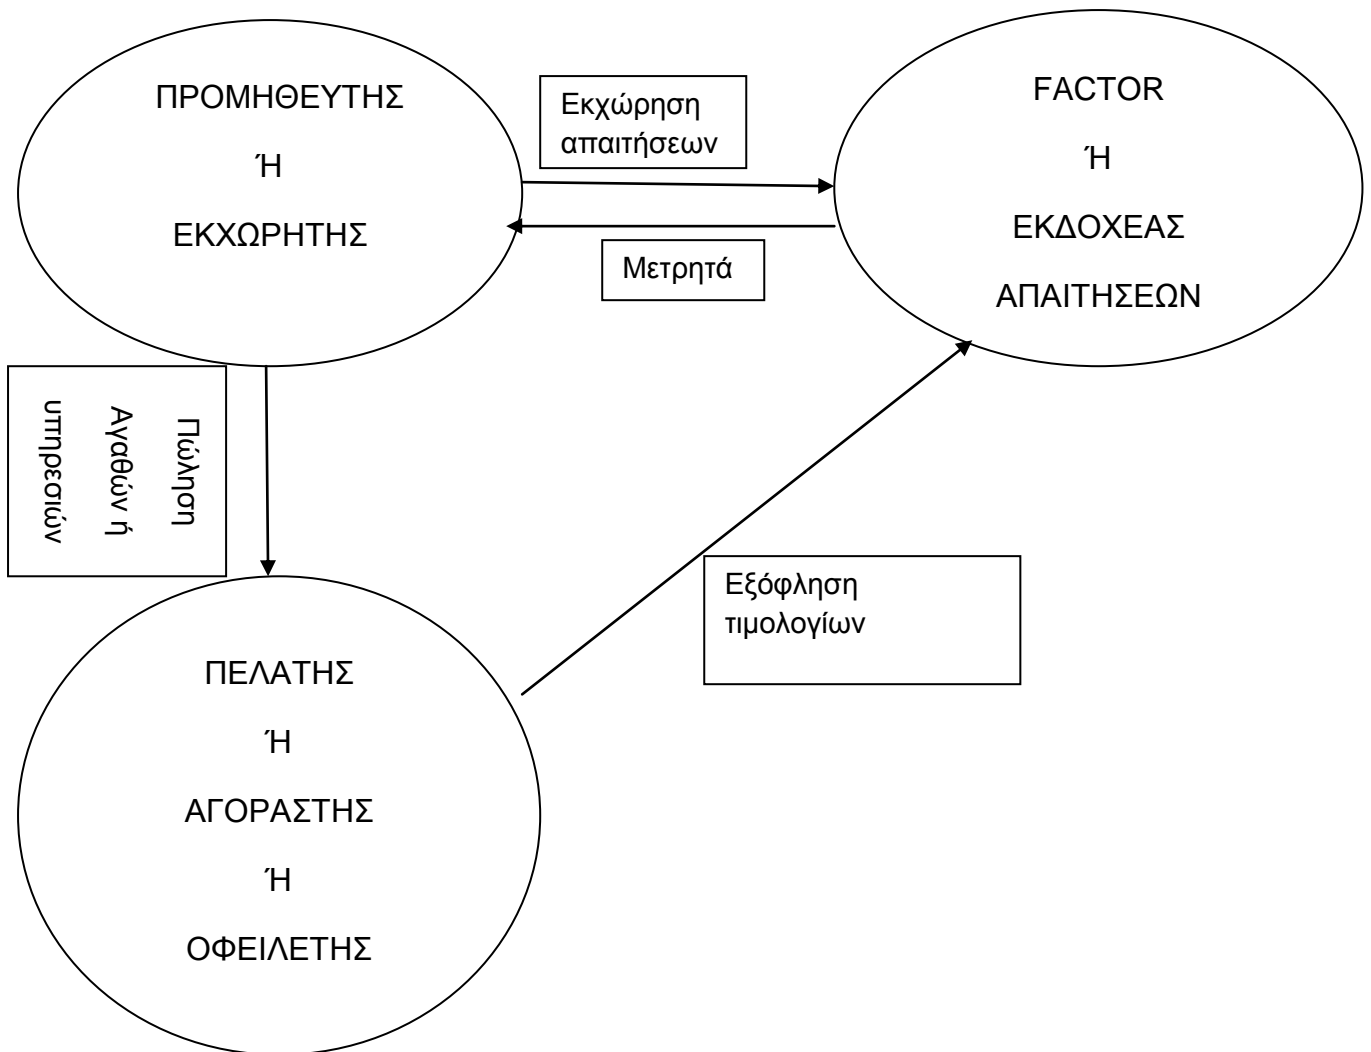 ΠΡΟΜΗΘΕΥΤΗΣ
Ή
ΕΚΧΩΡΗΤΗΣ
Εκχώρηση
απαιτήσεων
Μετρητά
FACTOR
Ή
ΕΚΔΟΧΕΑΣ
ΑΠΑΙΤΗΣΕΩΝ
Πώληση
Αγαθών ή
υπηρεσιών
Εξόφληση
τιμολογίων
ΠΕΛΑΤΗΣ
Ή
ΑΓΟΡΑΣΤΗΣ
Ή
ΟΦΕΙΛΕΤΗΣ